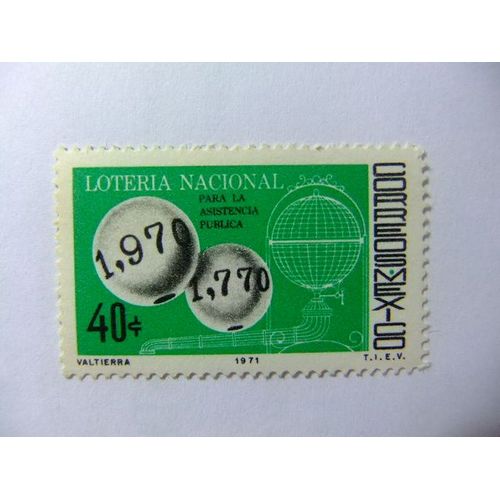 LOTERIA NACIONAL
PARA LA
ASISTENCIA
PUBLICA
1,970
1,770
40¢
CORREOS MEXICO
VALTIERRA
1971
T.I.E.V.